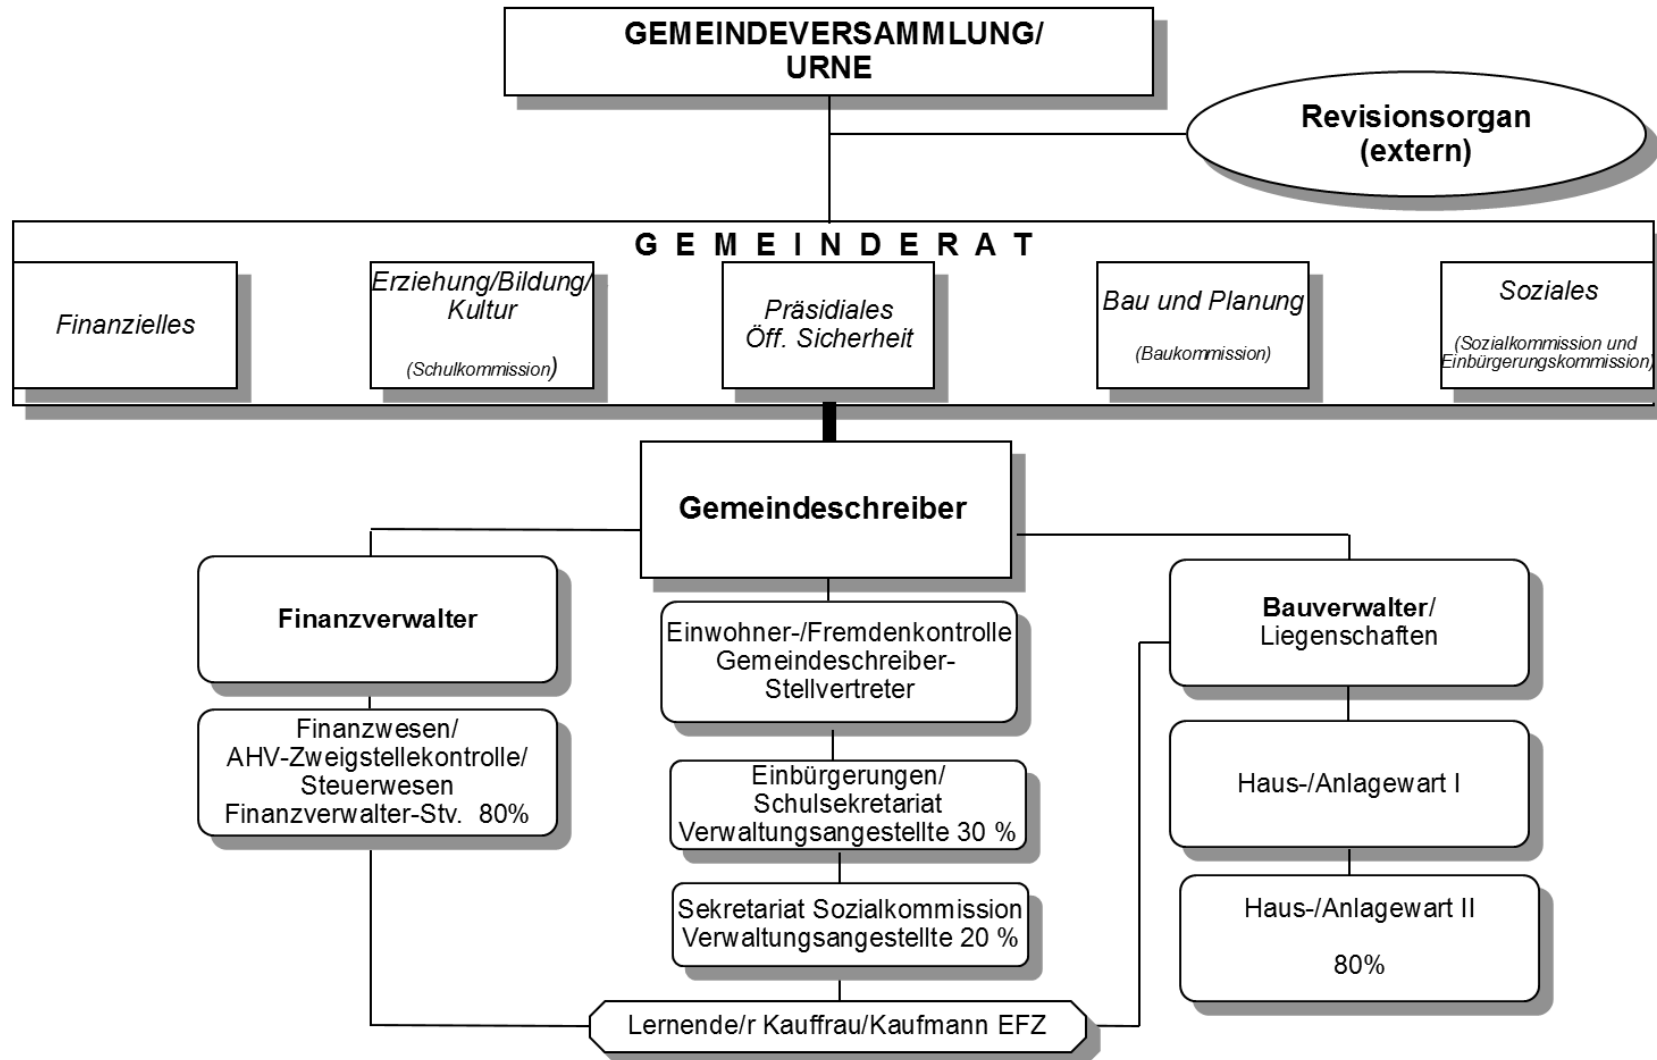 GEMEINDEVERSAMMLUNG/
URNE
Revisionsorgan
(extern)
G E M E I N D E R A T
Finanzielles
Erziehung/Bildung/
Kultur
(Schulkommission)
Präsidiales
Öff. Sicherheit
Bau und Planung
(Baukommission)
Soziales
(Sozialkommission und
Einbürgerungskommission)
Gemeindeschreiber
Finanzverwalter
Finanzwesen/
AHV-Zweigstellekontrolle/
Steuerwesen
Finanzverwalter-Stv. 80%
Einwohner-/Fremdenkontrolle
Gemeindeschreiber-
Stellvertreter
Einbürgerungen/
Schulsekretariat
Verwaltungsangestellte 30 %
Sekretariat Sozialkommission
Verwaltungsangestellte 20 %
Bauverwalter/
Liegenschaften
Haus-/Anlagewart I
Haus-/Anlagewart II
80%
Lernende/r Kauffrau/Kaufmann EFZ